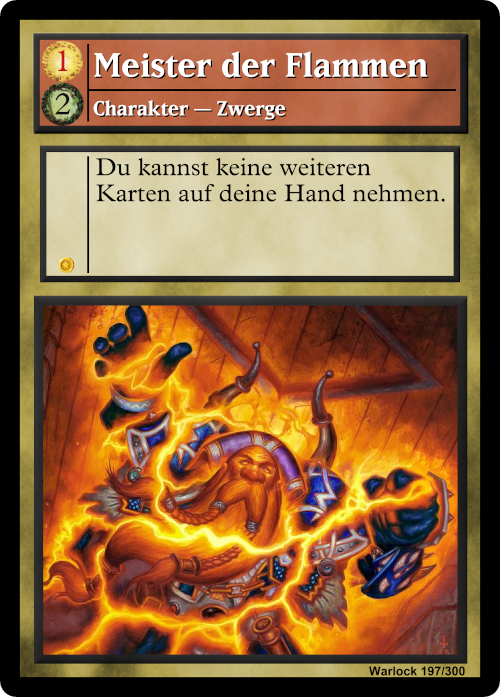 1
Meister der Flammen
2
Charakter — Zwerge
Du kannst keine weiteren
Karten auf deine Hand nehmen.
Warlock 197/300